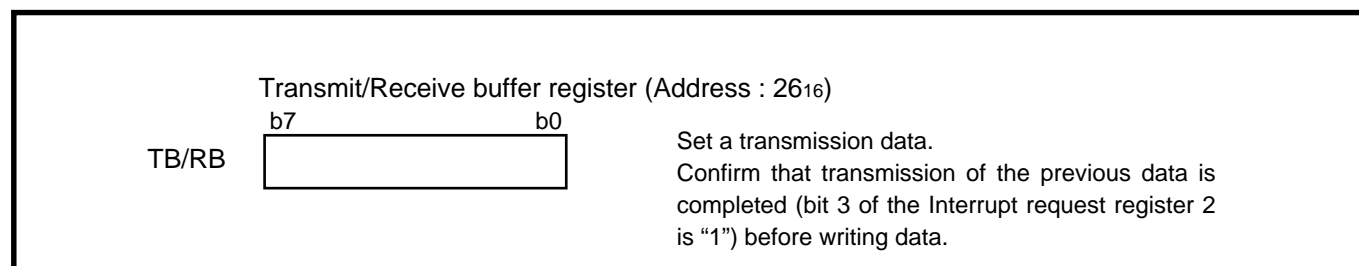 Transmit/Receive buffer register (Address : 2616)
b7 b0
TB/RB
Set a transmission data.
Confirm that transmission of the previous data is
completed (bit 3 of the Interrupt request register 2
is “1”) before writing data.